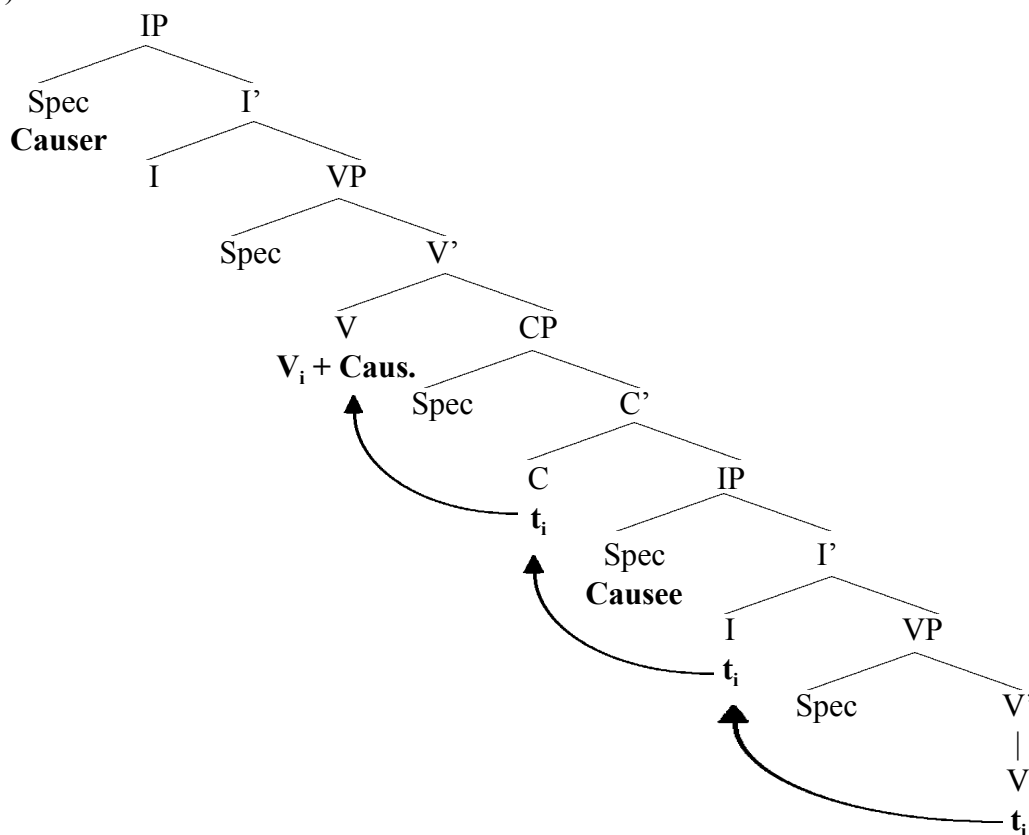 )
IP
Spec I’
Causer
I VP
Spec V’
V CP
Vi + Caus.
Spec C’
C IP
ti
Spec I’
Causee
I VP
ti
Spec V’
|
V
ti